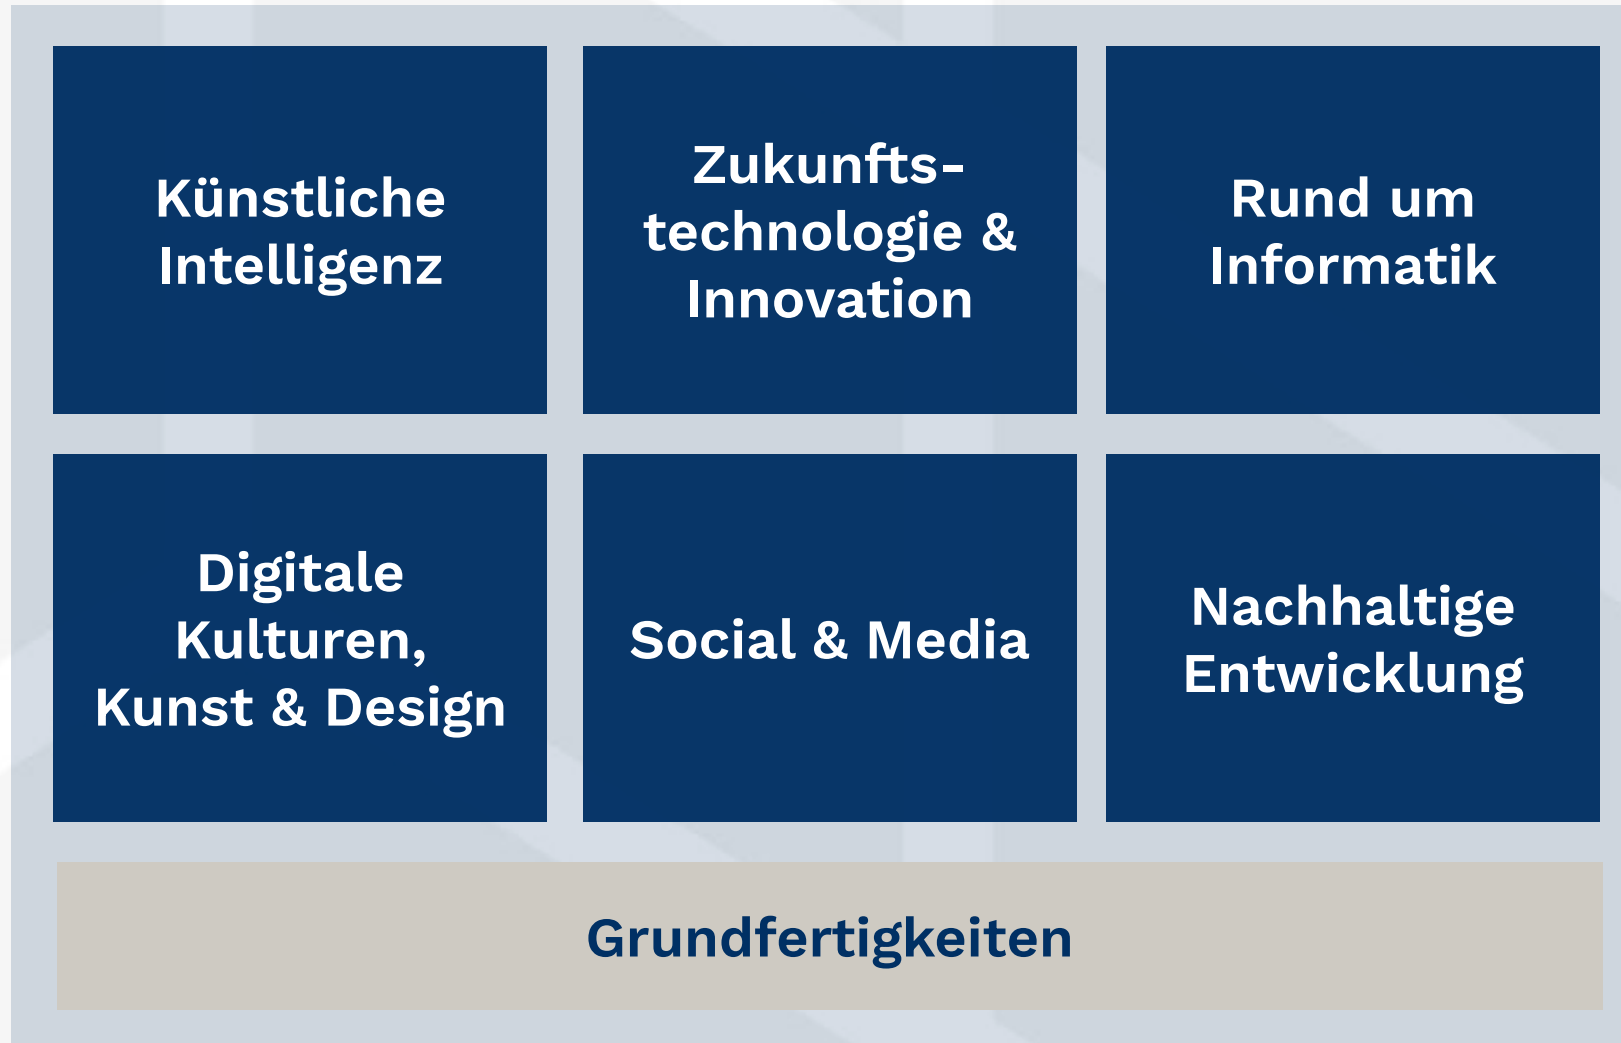 Künstliche
Intelligenz
Zukunfts-
technologie &
Innovation
Rund um
Informatik
Digitale
Kulturen,
Kunst & Design
Social & Media
Nachhaltige
Entwicklung
Grundfertigkeiten